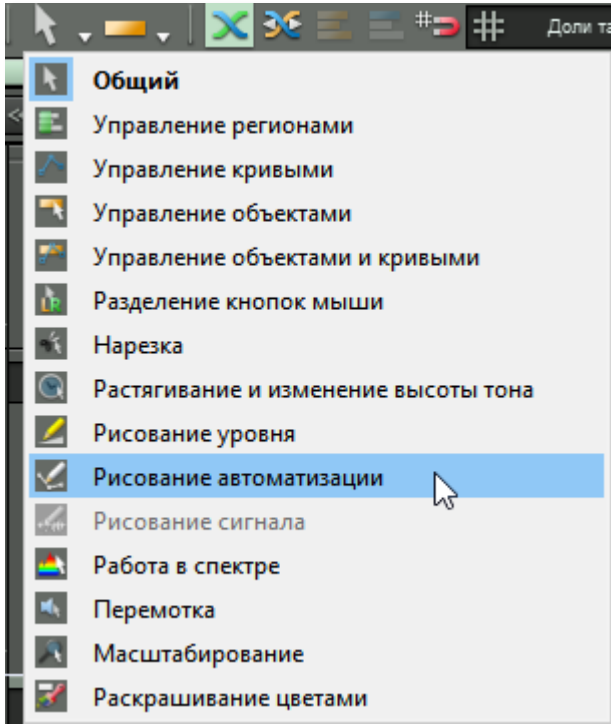 Доли
Общий
Управление регионами
Управление кривыми
Управление объектами
Управление объектами и кривыми
Разделение кнопок мыши
Нарезка
Растягивание и изменение высоты тона
Рисование уровня
Рисование автоматизации
Рисование сигнала
Работа в спектре
Перемотка
Масштабирование
Раскрашивание цветами